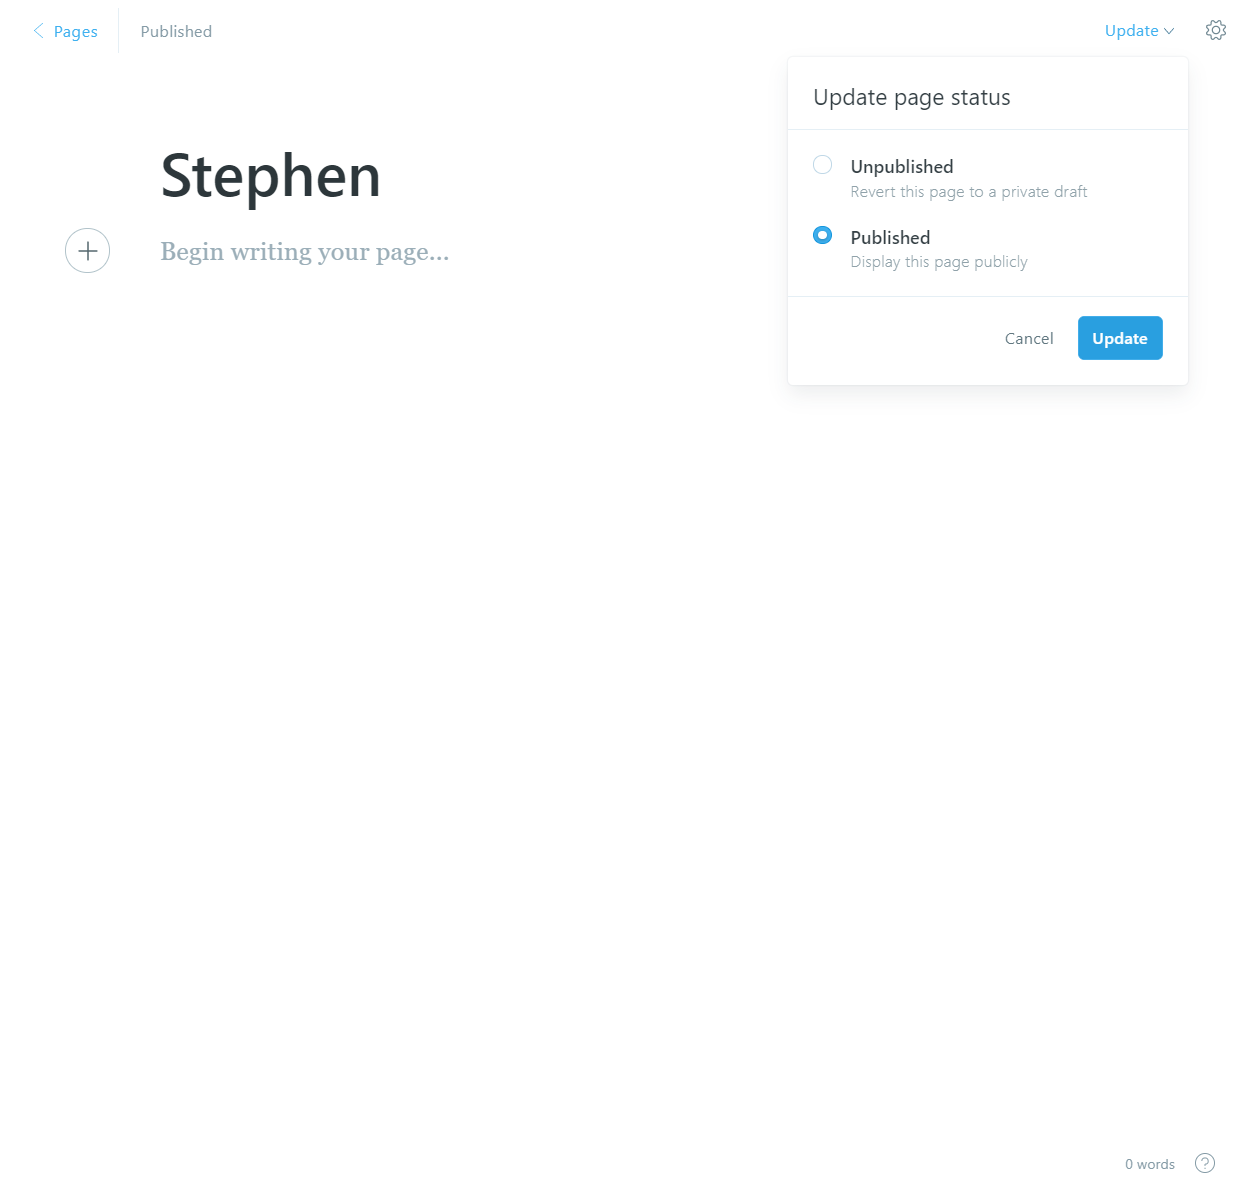 Pages
Published
Update
Update page status
Unpublished
Revert this page to a private draft
Published
Display this page publicly
Cancel
Update
Stephen
Begin writing your page...
0 words
?